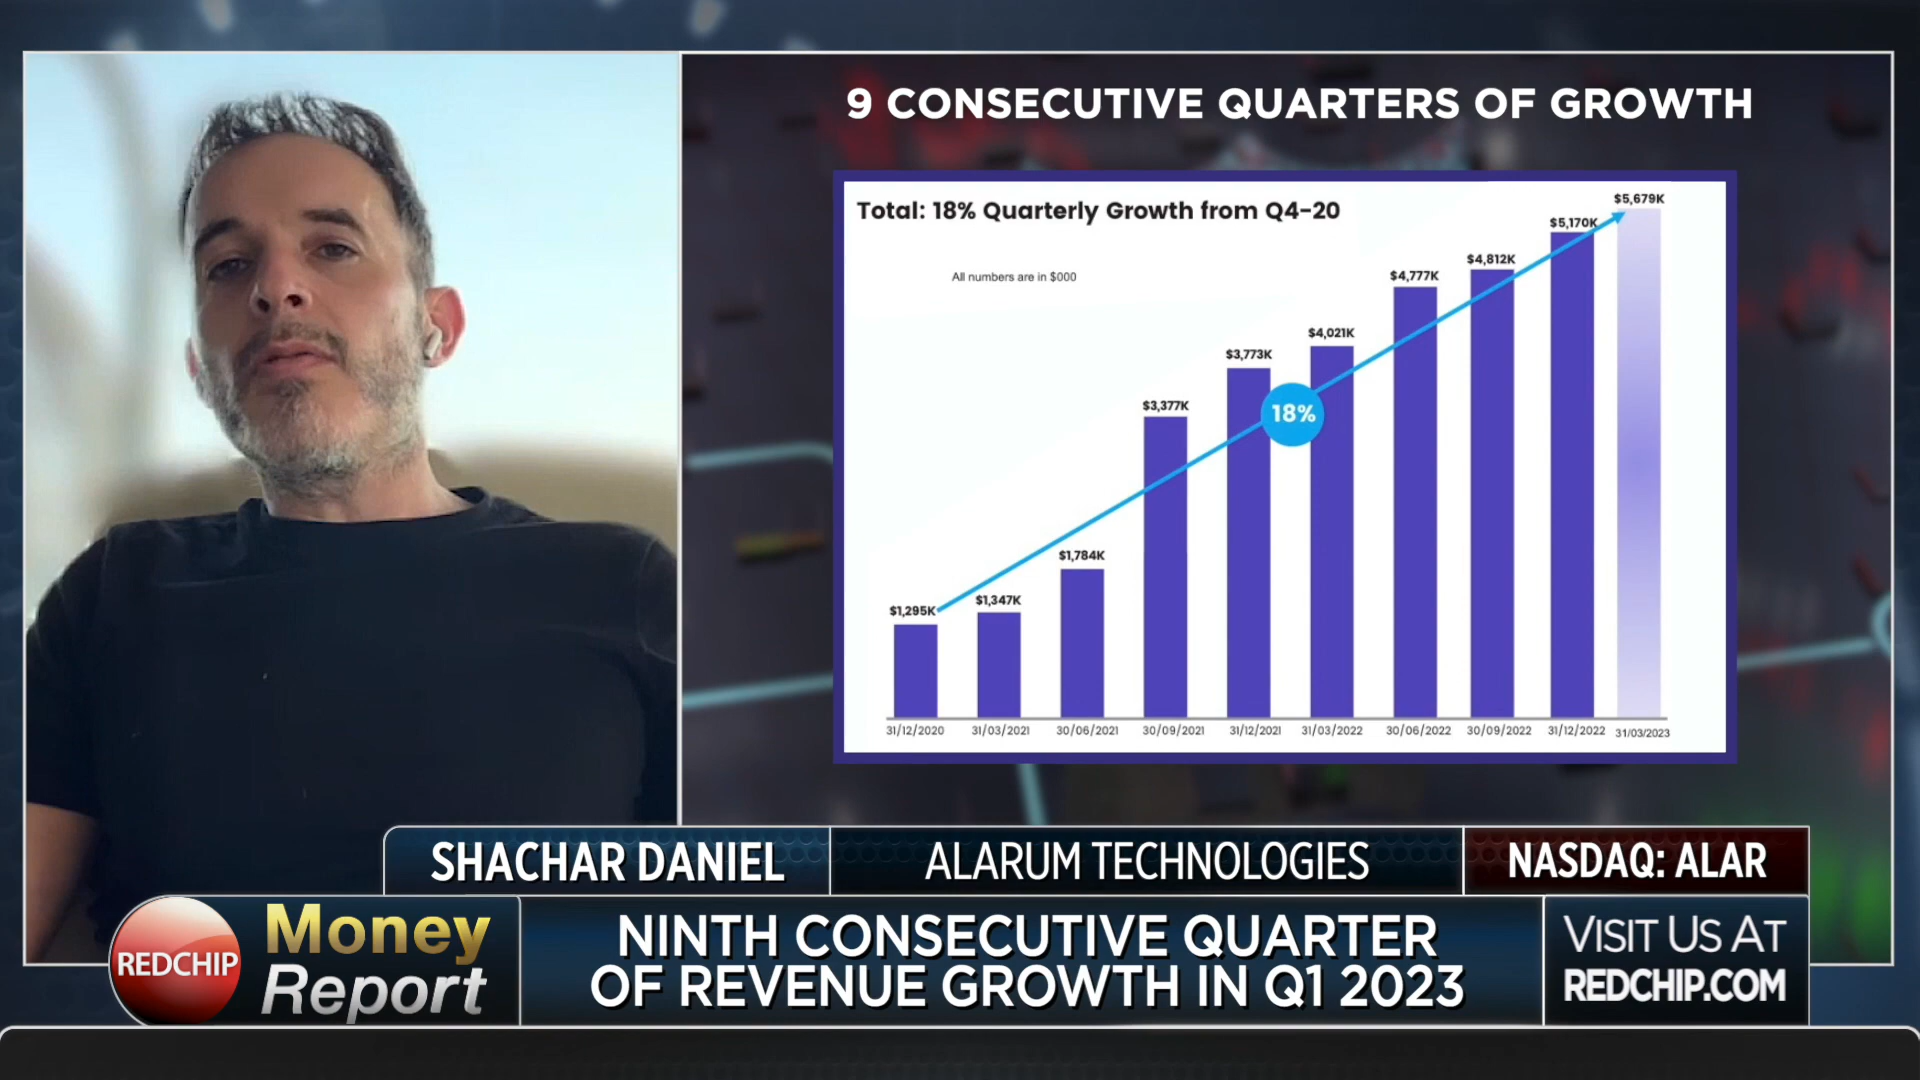 9 CONSECUTIVE QUARTERS OF GROWTH
Total: 18% Quarterly Growth from Q4-20
All numbers are in $000
$1,295K
$1,347K
$1,784K
$3,377K
$3,773K
$4,021K
$4,777K
$4,812K
$5,170K
$5,679K
18%
31/12/2020 31/03/2021 30/06/2021 30/09/2021 31/12/2021 31/03/2022 30/06/2022 30/09/2022 31/12/2022 31/03/2023
SHACHAR DANIEL
ALARUM TECHNOLOGIES
NASDAQ: ALAR
REDCHIP
Money
Report
NINTH CONSECUTIVE QUARTER
OF REVENUE GROWTH IN Q1 2023
VISIT US AT
REDCHIP.COM